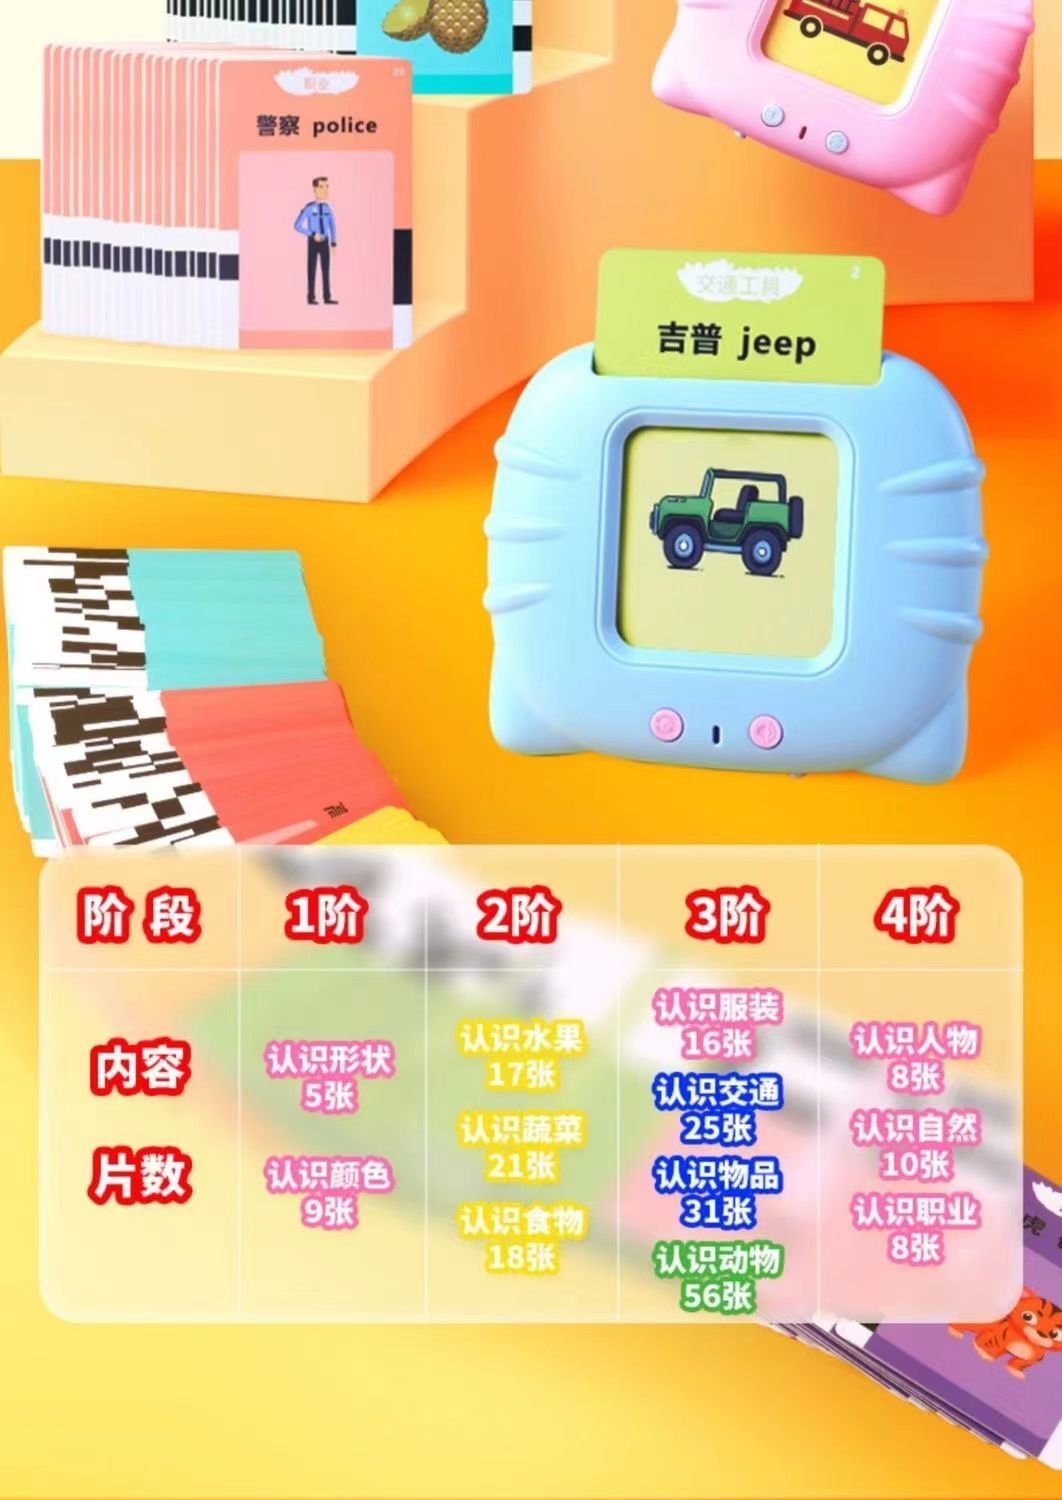 职业
23
警察 police
交通工具
2
吉普 jeep
阶段 1阶 2阶 3阶 4阶
内容
片数
认识形状
5张
认识颜色
9张
认识水果
17张
认识蔬菜
21张
认识食物
18张
认识服装
16张
认识交通
25张
认识物品
31张
认识动物
56张
认识人物
8张
认识自然
10张
认识职业
8张
虎